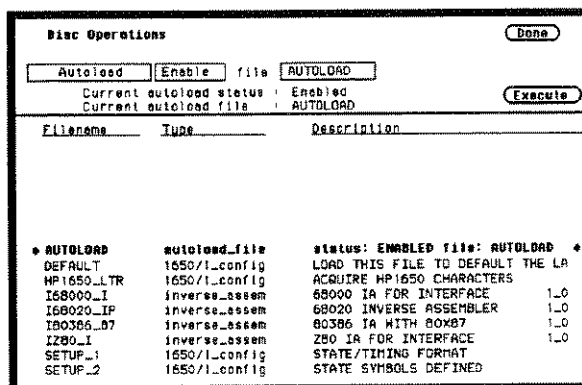 Disc Operations Done
Autoload Enable file AUTOLOAD
Current autoload status : Enabled
Current autoload file : AUTOLOAD
Execute
Filename Type Description
* AUTOLOAD autoload_file status: ENABLED file: AUTOLOAD *
DEFAULT 1650/1_config LOAD THIS FILE TO DEFAULT THE LA
HP1650_LTR 1650/1_config ACQUIRE HP1650 CHARACTERS
I68000_I inverse_assem 68000 IA FOR INTERFACE 1_0
I68020_IP inverse_assem 68020 INVERSE ASSEMBLER 1_0
I80386_87 inverse_assem 80386 IA WITH 80X87 1_0
IZ80_I inverse_assem Z80 IA FOR INTERFACE 1_0
SETUP_1 1650/1_config STATE/TIMING FORMAT
SETUP_2 1650/1_config STATE SYMBOLS DEFINED